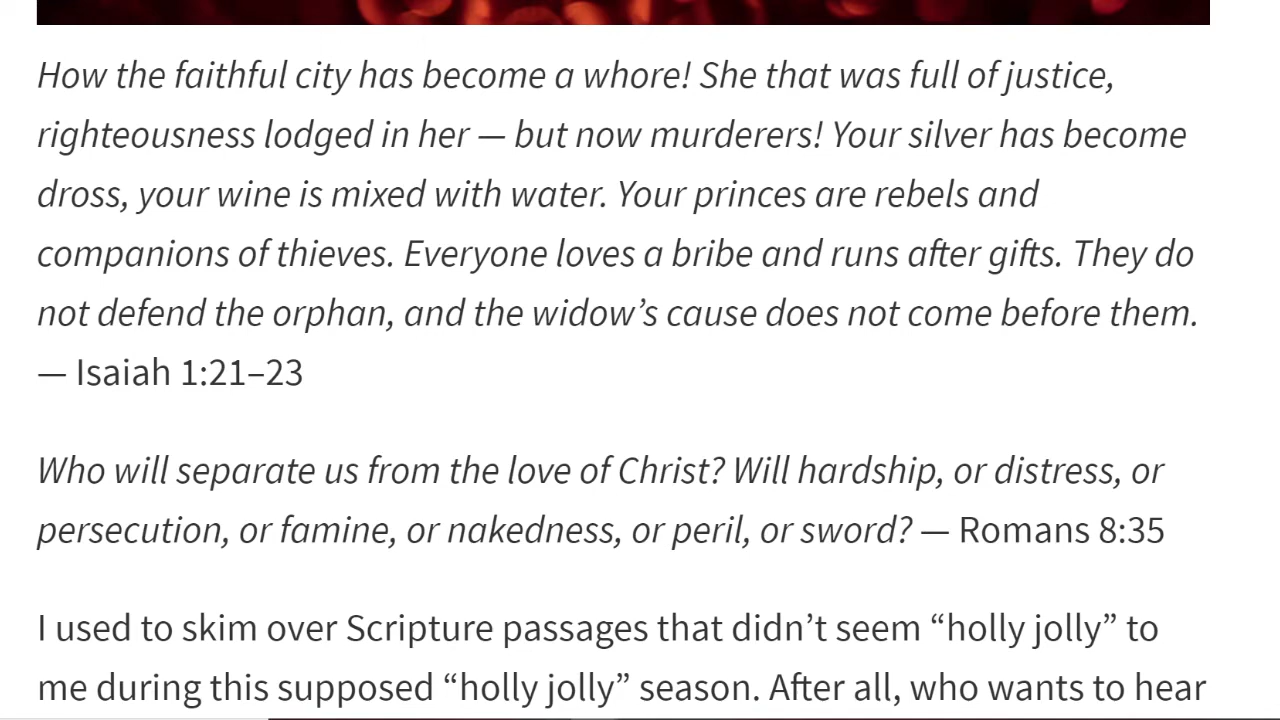 How the faithful city has become a whore! She that was full of justice,
righteousness lodged in her — but now murderers! Your silver has become
dross, your wine is mixed with water. Your princes are rebels and
companions of thieves. Everyone loves a bribe and runs after gifts. They do
not defend the orphan, and the widow’s cause does not come before them.
— Isaiah 1:21–23
Who will separate us from the love of Christ? Will hardship, or distress, or
persecution, or famine, or nakedness, or peril, or sword? — Romans 8:35
I used to skim over Scripture passages that didn’t seem “holly jolly” to
me during this supposed “holly jolly” season. After all, who wants to hear